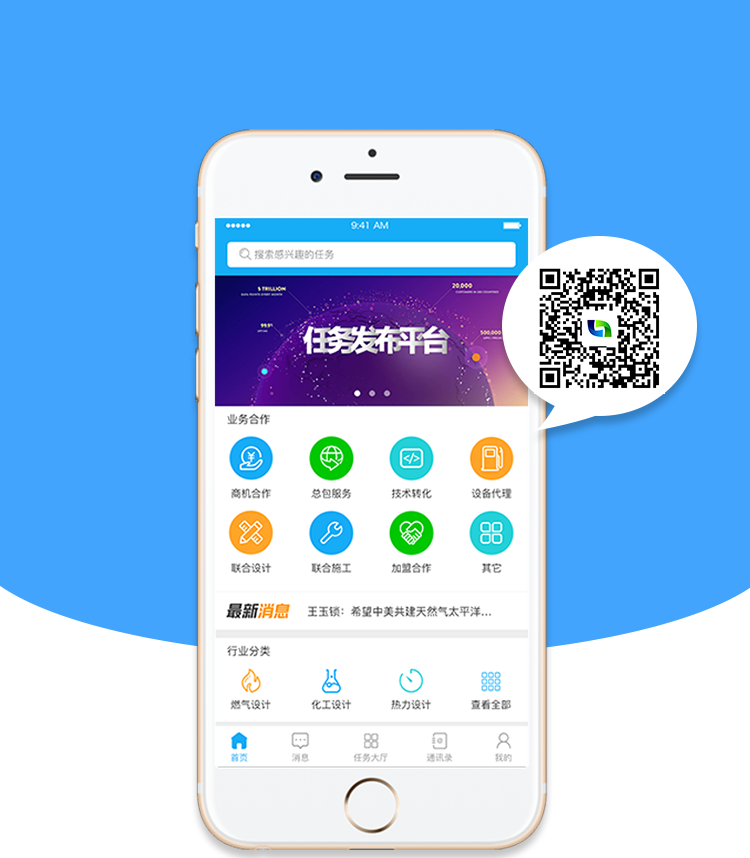 9:41 AM
搜索感兴趣的任务
5 TRILLION
20,000
CUSTOMERS IN 180 COUNTRIES
99.9%
500,000
任务发布平台
业务合作
商机合作
总包服务
技术转化
设备代理
联合设计
联合施工
加盟合作
其它
最新消息
王玉锁：希望中美共建天然气太平洋...
行业分类
燃气设计
化工设计
热力设计
查看全部
首页
消息
任务大厅
通讯录
我的